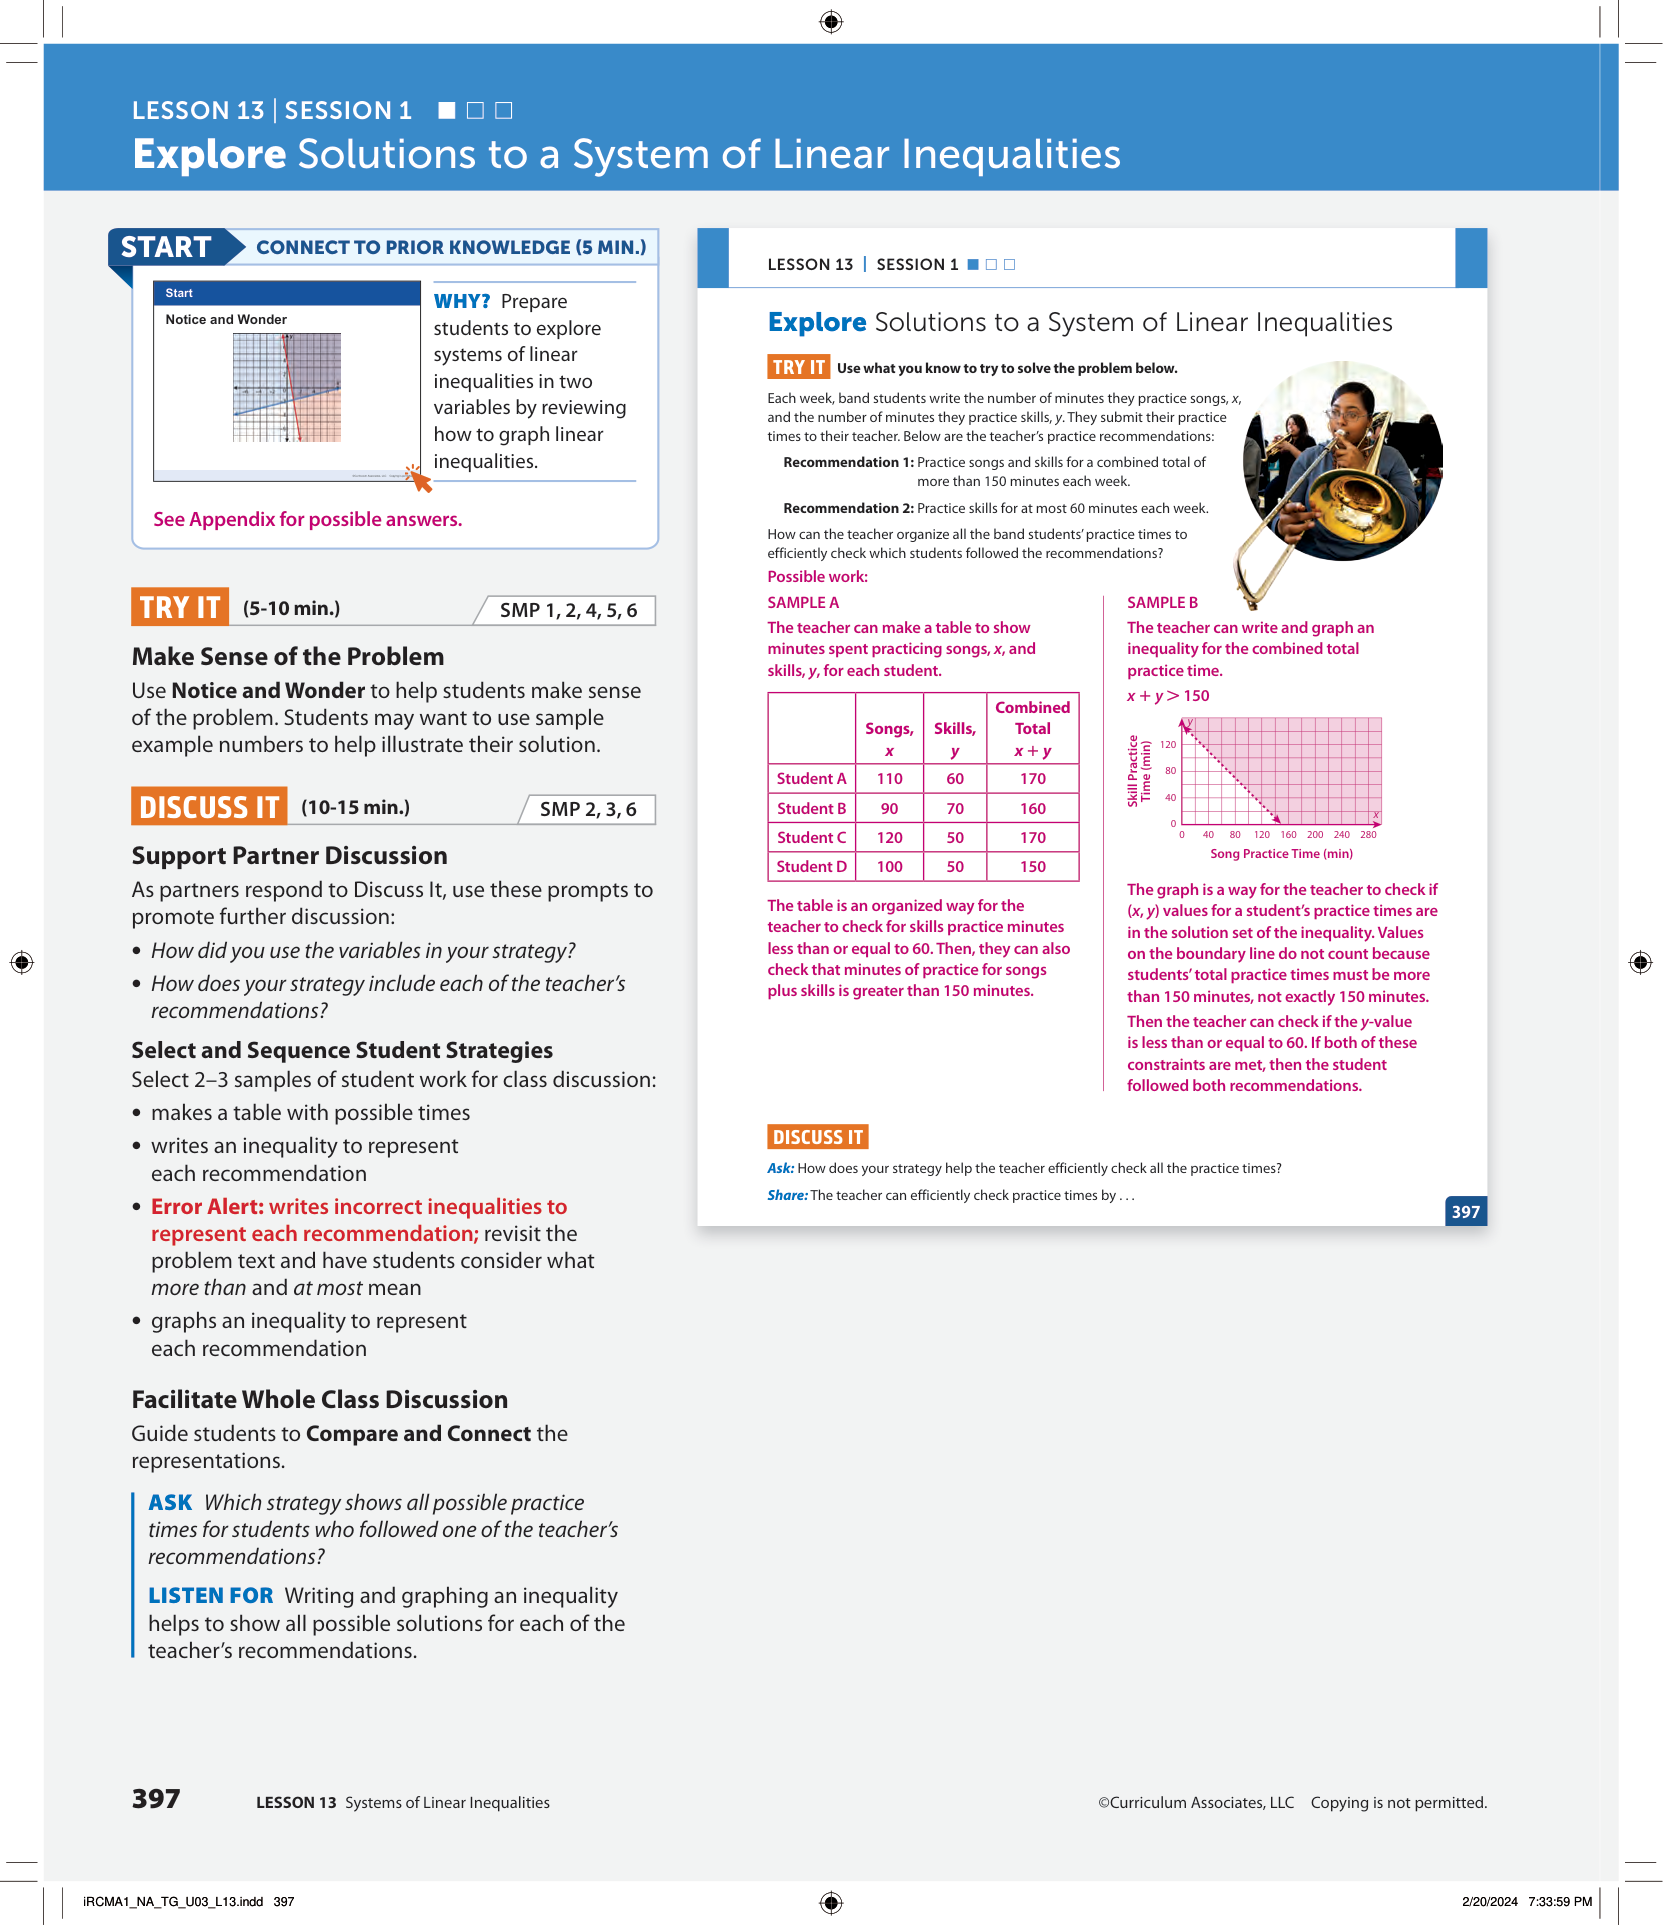 LESSON 13 | SESSION 1
Explore Solutions to a System of Linear Inequalities
START CONNECT TO PRIOR KNOWLEDGE (5 MIN.)
Start
Notice and Wonder
WHY? Prepare
students to explore
systems of linear
inequalities in two
variables by reviewing
how to graph linear
inequalities.
See Appendix for possible answers.
TRY IT (5-10 min.) SMP 1, 2, 4, 5, 6
Make Sense of the Problem
Use Notice and Wonder to help students make sense
of the problem. Students may want to use sample
example numbers to help illustrate their solution.
DISCUSS IT (10-15 min.) SMP 2, 3, 6
Support Partner Discussion
As partners respond to Discuss It, use these prompts to
promote further discussion:
• How did you use the variables in your strategy?
• How does your strategy include each of the teacher's
recommendations?
Select and Sequence Student Strategies
Select 2–3 samples of student work for class discussion:
• makes a table with possible times
• writes an inequality to represent
each recommendation
• Error Alert: writes incorrect inequalities to
represent each recommendation; revisit the
problem text and have students consider what
more than and at most mean
• graphs an inequality to represent
each recommendation
Facilitate Whole Class Discussion
Guide students to Compare and Connect the
representations.
ASK Which strategy shows all possible practice
times for students who followed one of the teacher's
recommendations?
LISTEN FOR Writing and graphing an inequality
helps to show all possible solutions for each of the
teacher's recommendations.
LESSON 13 | SESSION 1
Explore Solutions to a System of Linear Inequalities
TRY IT Use what you know to try to solve the problem below.
Each week, band students write the number of minutes they practice songs, x,
and the number of minutes they practice skills, y. They submit their practice
times to their teacher. Below are the teacher's practice recommendations:
Recommendation 1: Practice songs and skills for a combined total of
more than 150 minutes each week.
Recommendation 2: Practice skills for at most 60 minutes each week.
How can the teacher organize all the band students' practice times to
efficiently check which students followed the recommendations?
Possible work:
SAMPLE A
The teacher can make a table to show
minutes spent practicing songs, x, and
skills, y, for each student.
Songs, x Skills, y Combined Total x + y
Student A 110 60 170
Student B 90 70 160
Student C 120 50 170
Student D 100 50 150
The table is an organized way for the
teacher to check for skills practice minutes
less than or equal to 60. Then, they can also
check that minutes of practice for songs
plus skills is greater than 150 minutes.
SAMPLE B
The teacher can write and graph an
inequality for the combined total
practice time.
x + y > 150
Skill Practice
Time (min)
y
120
80
40
0
x
0 40 80 120 160 200 240 280
Song Practice Time (min)
The graph is a way for the teacher to check if
(x, y) values for a student's practice times are
in the solution set of the inequality. Values
on the boundary line do not count because
students' total practice times must be more
than 150 minutes, not exactly 150 minutes.
Then the teacher can check if the y-value
is less than or equal to 60. If both of these
constraints are met, then the student
followed both recommendations.
DISCUSS IT
Ask: How does your strategy help the teacher efficiently check all the practice times?
Share: The teacher can efficiently check practice times by . . .
397
397 LESSON 13 Systems of Linear Inequalities
©Curriculum Associates, LLC Copying is not permitted.
iRCMA1_NA_TG_U03_L13.indd 397
2/20/2024 7:33:59 PM